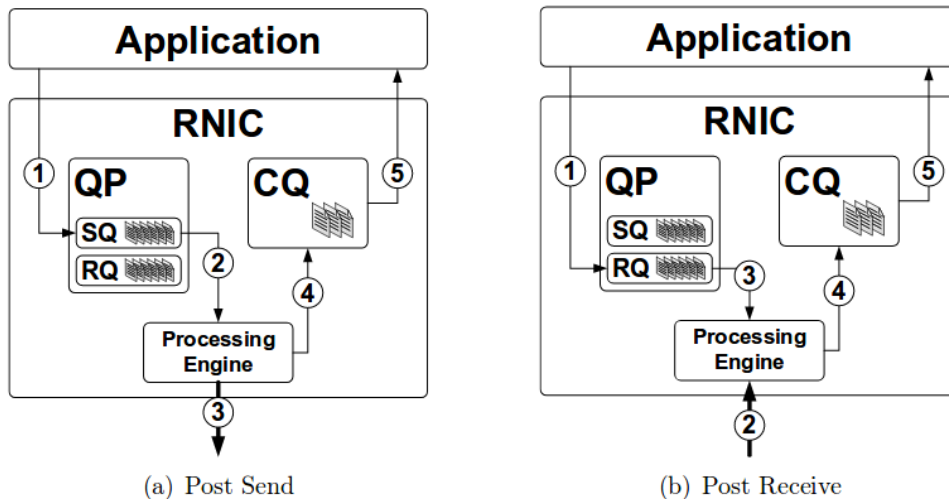 Application
RNIC
1
QP
SQ
RQ
2
CQ
5
4
Processing
Engine
3
(a) Post Send
Application
RNIC
1
QP
SQ
RQ
3
CQ
5
4
Processing
Engine
2
(b) Post Receive